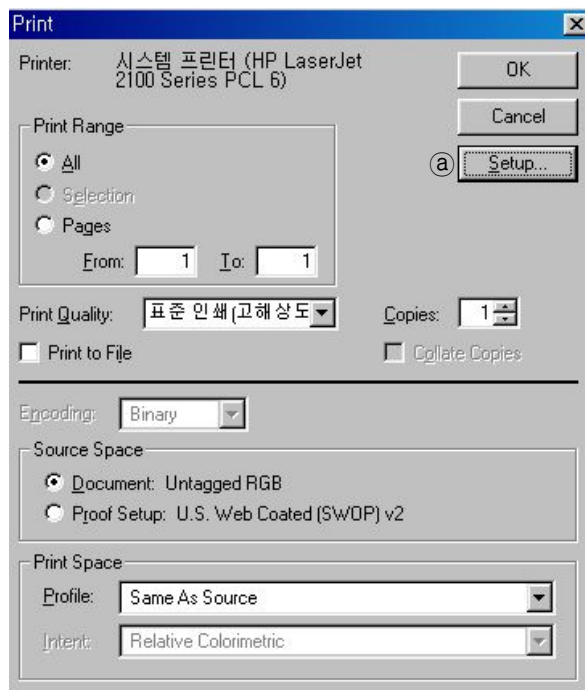 Print
Printer: 시스템 프린터 (HP LaserJet
2100 Series PCL 6)
OK
Cancel
ⓐ Setup...
Print Range
All
Selection
Pages
From: 1 To: 1
Print Quality: 표준 인쇄(고해상도 Copies: 1
Print to File Collate Copies
Encoding: Binary
Source Space
Document: Untagged RGB
Proof Setup: U.S. Web Coated (SWOP) v2
Print Space
Profile: Same As Source
Intent: Relative Colorimetric